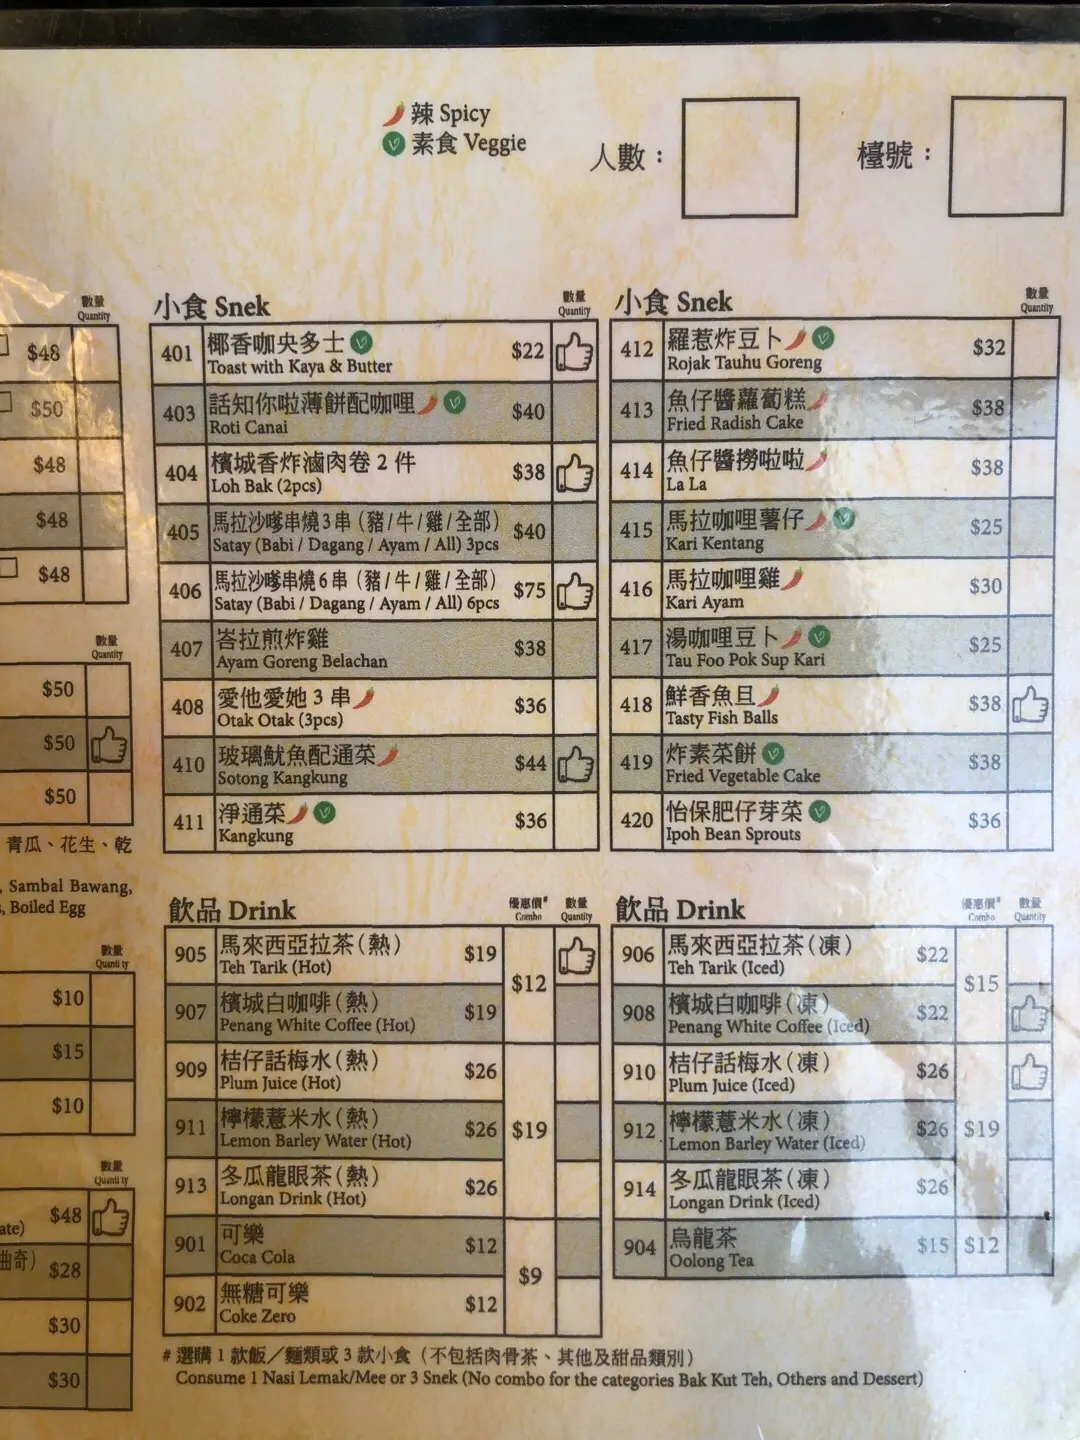 辣 Spicy
素食 Veggie
人數：
檯號：
數量
Quantity
$48
$50
$48
$48
$48
數量
Quantity
$50
$50
$50
青瓜、花生、乾
, Sambal Bawang,
s, Boiled Egg
數量
Quantity
$10
$15
$10
數量
Quantity
$48
ate)
曲奇）
$28
$30
$30
小食 Snek
數量
Quantity
401 椰香咖央多士 $22
Toast with Kaya & Butter
403 話知你啦薄餅配咖哩 $40
Roti Canai
404 檳城香炸滷肉卷 2 件 $38
Loh Bak (2pcs)
405 馬拉沙嗲串燒 3 串（豬/牛/雞/全部） $40
Satay (Babi / Dagang / Ayam / All) 3pcs
406 馬拉沙嗲串燒 6 串（豬/牛/雞/全部） $75
Satay (Babi / Dagang / Ayam / All) 6pcs
407 峇拉煎炸雞 $38
Ayam Goreng Belachan
408 愛他愛她 3 串 $36
Otak Otak (3pcs)
410 玻璃魷魚配通菜 $44
Sotong Kangkung
411 淨通菜 $36
Kangkung
小食 Snek
數量
Quantity
412 羅惹炸豆卜 $32
Rojak Tauhu Goreng
413 魚仔醬蘿蔔糕 $38
Fried Radish Cake
414 魚仔醬撈啦啦 $38
La La
415 馬拉咖哩薯仔 $25
Kari Kentang
416 馬拉咖哩雞 $30
Kari Ayam
417 湯咖哩豆卜 $25
Tau Foo Pok Sup Kari
418 鮮香魚旦 $38
Tasty Fish Balls
419 炸素菜餅 $38
Fried Vegetable Cake
420 怡保肥仔芽菜 $36
Ipoh Bean Sprouts
飲品 Drink
優惠價#
Combo
數量
Quantity
905 馬來西亞拉茶（熱） $19
Teh Tarik (Hot)
$12
907 檳城白咖啡（熱） $19
Penang White Coffee (Hot)
909 桔仔話梅水（熱） $26
Plum Juice (Hot)
911 檸檬薏米水（熱） $26 $19
Lemon Barley Water (Hot)
913 冬瓜龍眼茶（熱） $26
Longan Drink (Hot)
901 可樂 $12
Coca Cola
$9
902 無糖可樂 $12
Coke Zero
飲品 Drink
優惠價#
Combo
數量
Quantity
906 馬來西亞拉茶（凍） $22
Teh Tarik (Iced)
$15
908 檳城白咖啡（凍） $22
Penang White Coffee (Iced)
910 桔仔話梅水（凍） $26
Plum Juice (Iced)
912 檸檬薏米水（凍） $26 $19
Lemon Barley Water (Iced)
914 冬瓜龍眼茶（凍） $26
Longan Drink (Iced)
904 烏龍茶 $15 $12
Oolong Tea
# 選購 1 款飯／麵類或 3 款小食（不包括肉骨茶、其他及甜品類別）
Consume 1 Nasi Lemak/Mee or 3 Snek (No combo for the categories Bak Kut Teh, Others and Dessert)